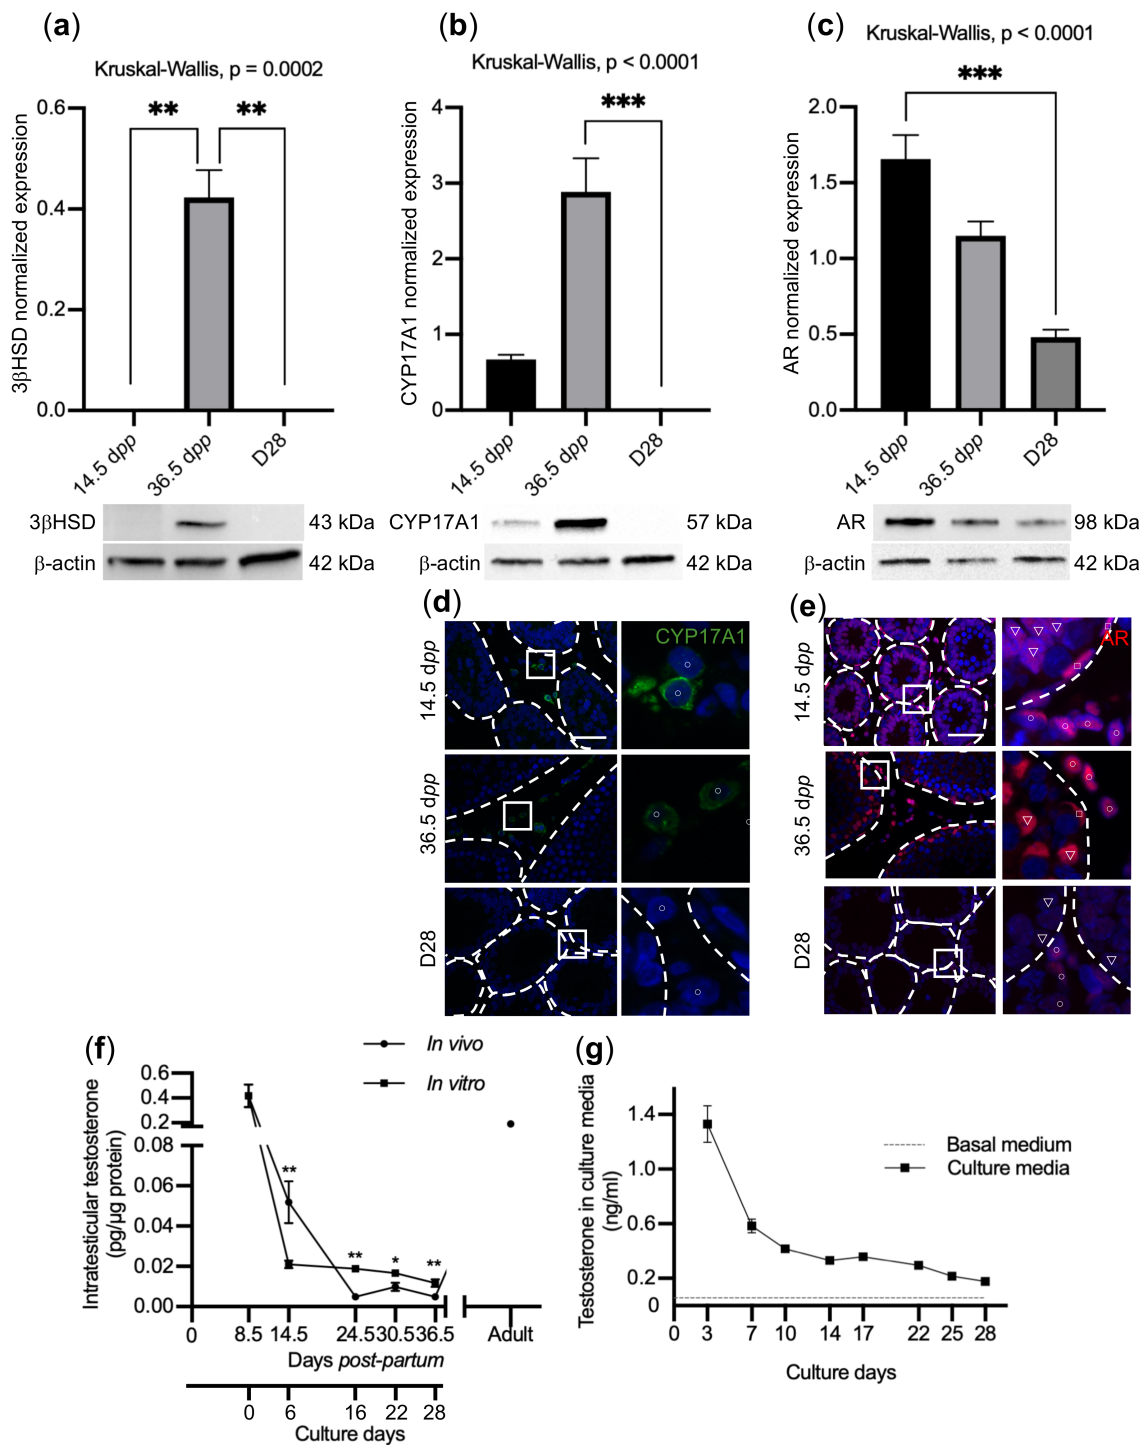 (a)
Kruskal-Wallis, p = 0.0002
** **
3βHSD normalized expression
0.6
0.4
0.2
0.0
14.5 dpp
36.5 dpp
D28
3βHSD 43 kDa
β-actin 42 kDa
(b)
Kruskal-Wallis, p < 0.0001
***
CYP17A1 normalized expression
4
3
2
1
0
14.5 dpp
36.5 dpp
D28
CYP17A1 57 kDa
β-actin 42 kDa
(c)
Kruskal-Wallis, p < 0.0001
***
AR normalized expression
2.0
1.5
1.0
0.5
0.0
14.5 dpp
36.5 dpp
D28
AR 98 kDa
β-actin 42 kDa
(d)
CYP17A1
14.5 dpp
36.5 dpp
D28
(e)
AR
14.5 dpp
36.5 dpp
D28
(f)
In vivo
In vitro
Intratesticular testosterone
(pg/μg protein)
0.6
0.4
0.2
0.08
0.06
0.04
0.02
0.00
** ** * **
0 8.5 14.5 24.5 30.5 36.5 Adult
Days post-partum
0 6 16 22 28
Culture days
(g)
Testosterone in culture media
(ng/ml)
1.4
1.0
0.6
0.2
0
Basal medium
Culture media
0 3 7 10 14 17 22 25 28
Culture days